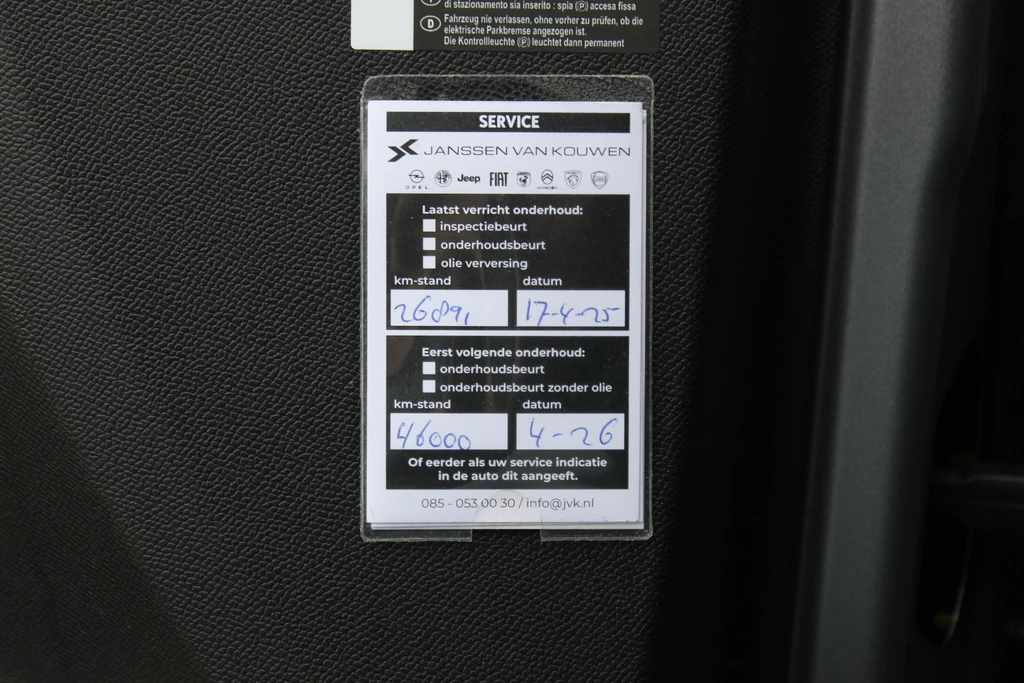 di stazionamento sia inserito : spia (P) accesa fissa
D Fahrzeug nie verlassen, ohne vorher zu prüfen, ob die
elektrische Parkbremse angezogen ist.
Die Kontrollleuchte (P) leuchtet dann permanent
SERVICE
JANSSEN VAN KOUWEN
OPEL Jeep FIAT
Laatst verricht onderhoud:
inspectiebeurt
onderhoudsbeurt
olie verversing
km-stand datum
26891 17-4-25
Eerst volgende onderhoud:
onderhoudsbeurt
onderhoudsbeurt zonder olie
km-stand datum
46000 4-26
Of eerder als uw service indicatie
in de auto dit aangeeft.
085 - 053 00 30 / info@jvk.nl